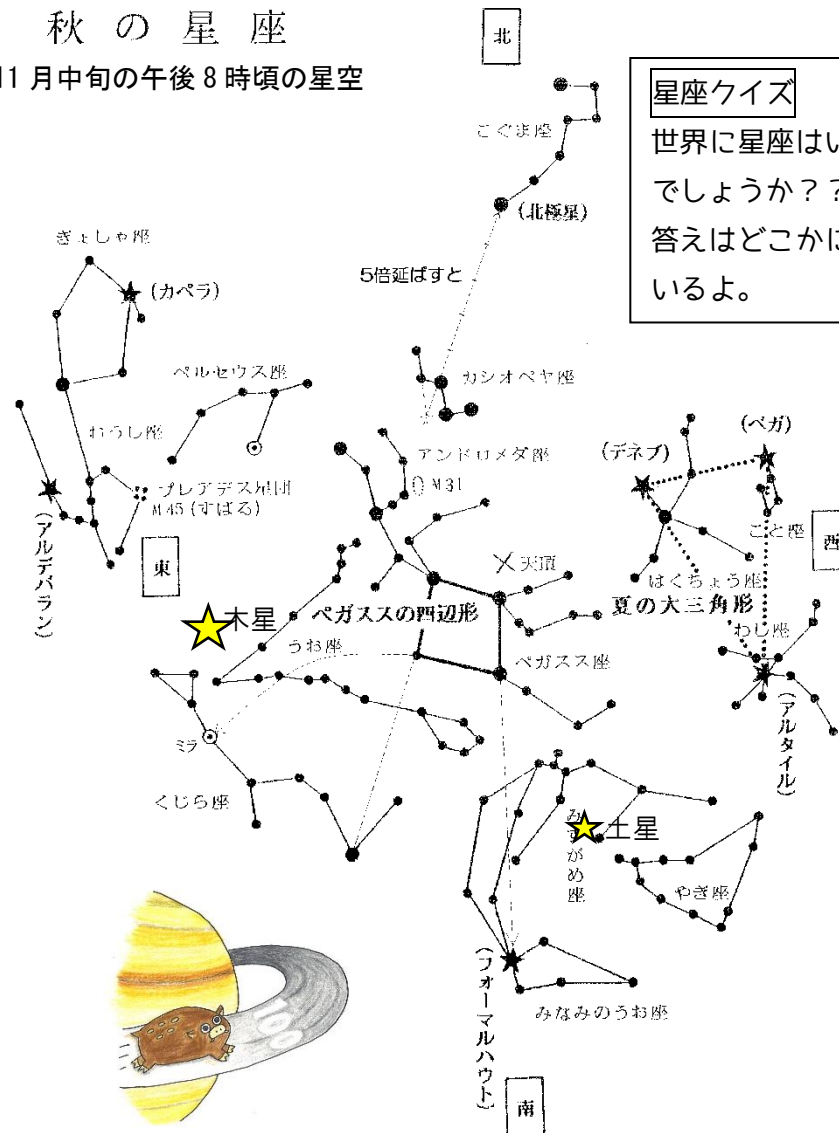 秋の星座
11月中旬の午後8時頃の星空
北
星座クイズ
世界に星座はい
でしょうか??
答えはどこかに
いるよ。
こぐま座
(北極星)
ぎょしゃ座
(カペラ)
5倍延ばすと
ペルセウス座
カシオペヤ座
おうし座
アンドロメダ座
M31
(デネブ)
(ベガ)
プレアデス星団
M45(すばる)
(アルデバラン)
東
天頂
こと座
西
はくちょう座
夏の大三角形
木星
ペガススの四辺形
うお座
ペガスス座
わし座
(アルタイル)
ミラ
くじら座
みずがめ座
土星
やぎ座
(フォーマルハウト)
みなみのうお座
100
南